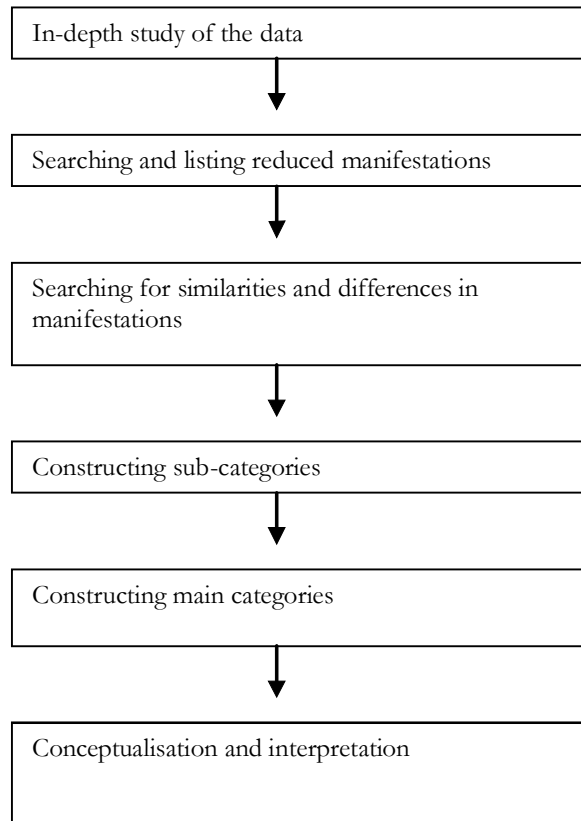 In-depth study of the data
Searching and listing reduced manifestations
Searching for similarities and differences in
manifestations
Constructing sub-categories
Constructing main categories
Conceptualisation and interpretation